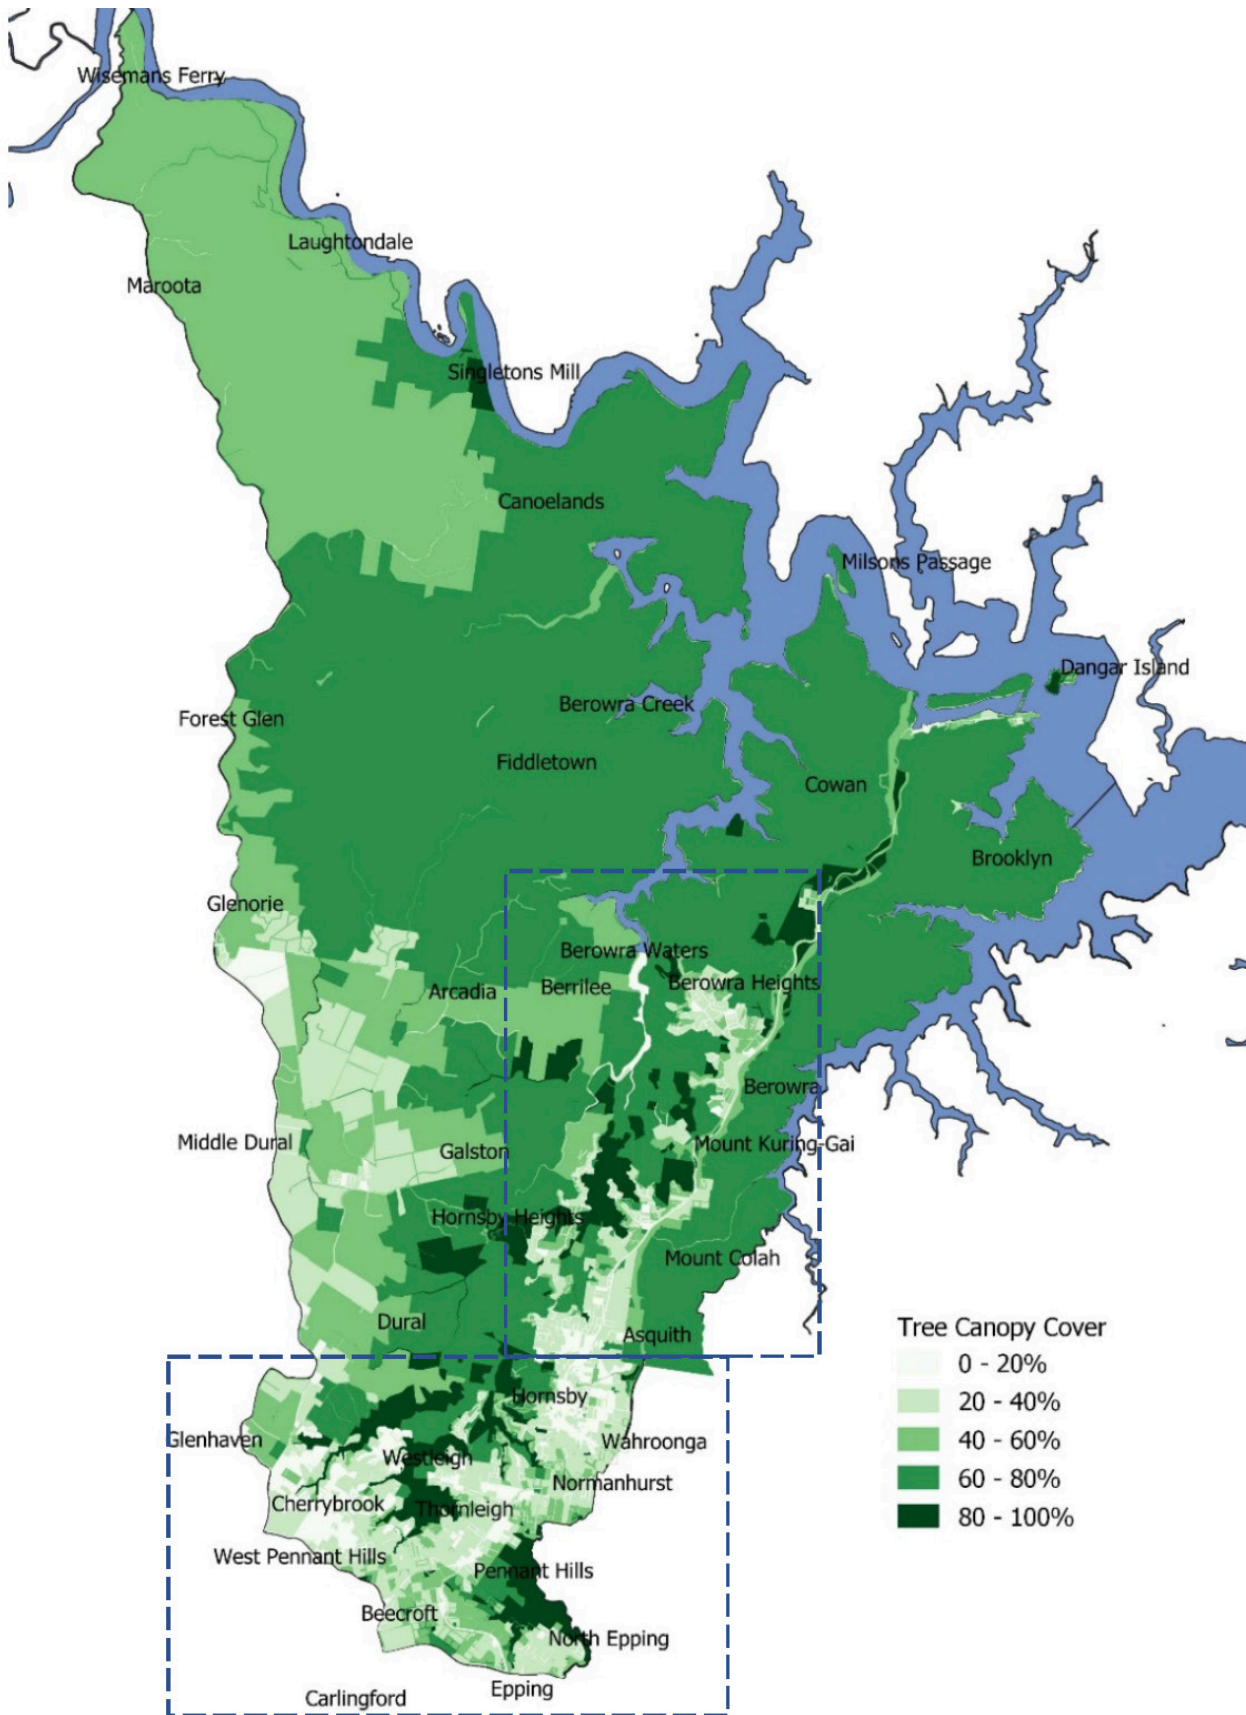 Wisemans Ferry
Laughtondale
Maroota
Singletons Mill
Canoelands
Milsons Passage
Dangar Island
Berowra Creek
Forest Glen
Fiddletown
Cowan
Brooklyn
Glenorie
Berowra Waters
Berowra Heights
Arcadia
Berrilee
Berowra
Middle Dural
Mount Kuring-Gai
Galston
Hornsby Heights
Mount Colah
Dural
Asquith
Tree Canopy Cover
0 - 20%
20 - 40%
40 - 60%
60 - 80%
80 - 100%
Hornsby
Glenhaven
Wahroonga
Westleigh
Normanhurst
Cherrybrook
Thornleigh
West Pennant Hills
Pennant Hills
Beecroft
North Epping
Epping
Carlingford